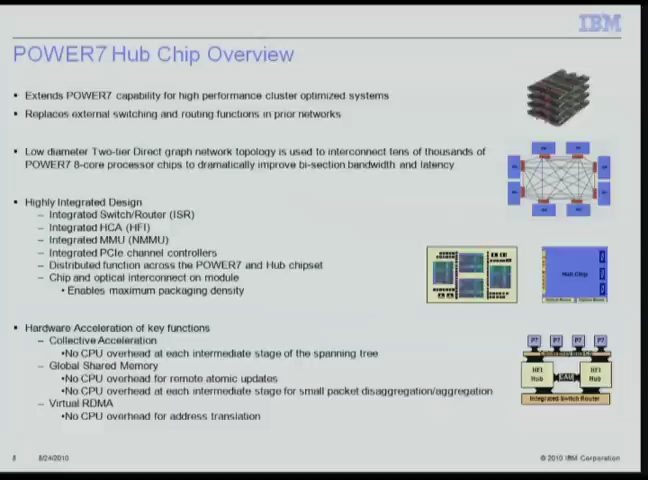 IBM
POWER7 Hub Chip Overview
▪ Extends POWER7 capability for high performance cluster optimized systems
▪ Replaces external switching and routing functions in prior networks
▪ Low diameter Two-tier Direct graph network topology is used to interconnect tens of thousands of
POWER7 8-core processor chips to dramatically improve bi-section bandwidth and latency
▪ Highly Integrated Design
– Integrated Switch/Router (ISR)
– Integrated HCA (HFI)
– Integrated MMU (NMMU)
– Integrated PCIe channel controllers
– Distributed function across the POWER7 and Hub chipset
– Chip and optical interconnect on module
•Enables maximum packaging density
Hub Chip
▪ Hardware Acceleration of key functions
– Collective Acceleration
•No CPU overhead at each intermediate stage of the spanning tree
– Global Shared Memory
•No CPU overhead for remote atomic updates
•No CPU overhead at each intermediate stage for small packet disaggregation/aggregation
– Virtual RDMA
•No CPU overhead for address translation
P7 P7 P7 P7
HFI
Hub
CAU
HFI
Hub
Integrated Switch Router
8 8/24/2010 © 2010 IBM Corporation